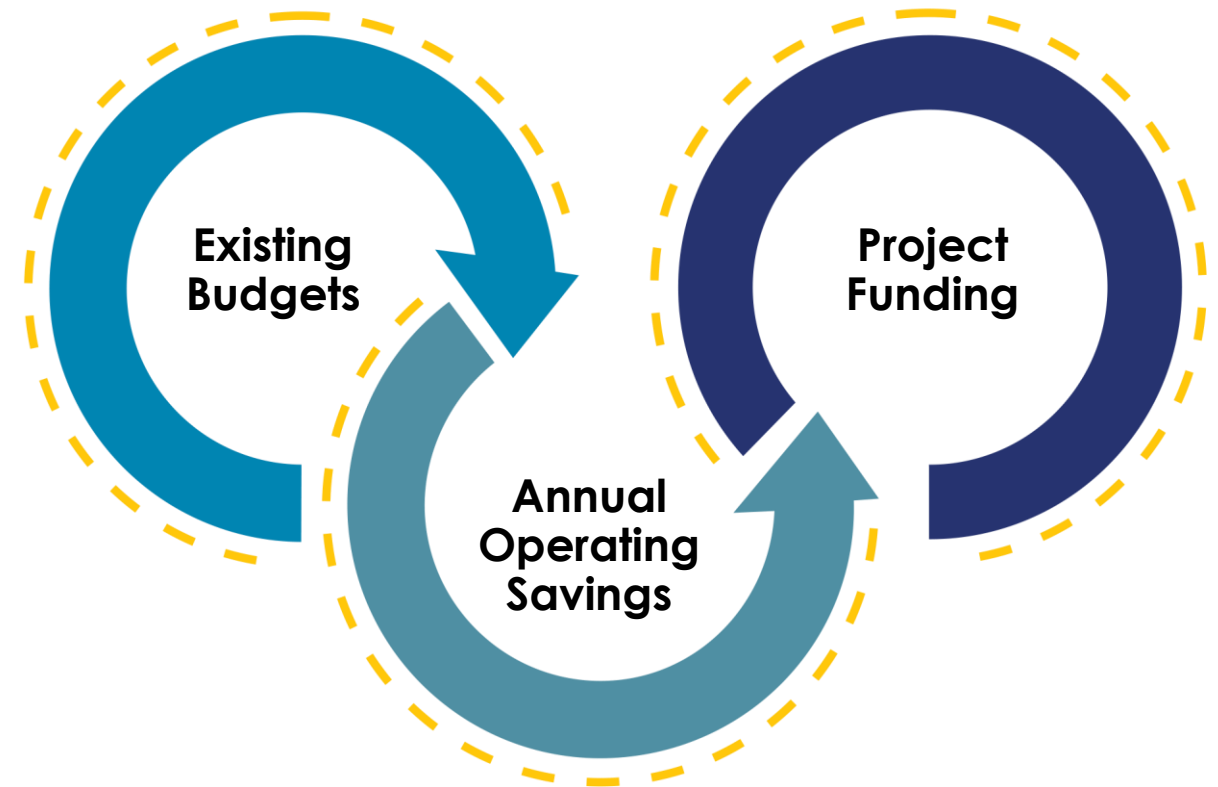 Existing
Budgets
Annual
Operating
Savings
Project
Funding